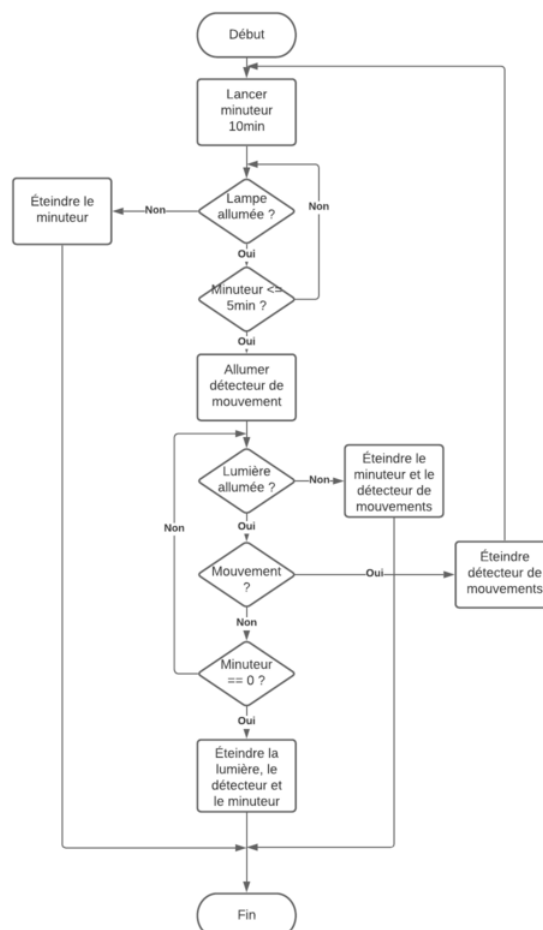 Début
Lancer
minuteur
10min
Éteindre le
minuteur
Non
Lampe
allumée ?
Non
Oui
Minuteur <=
5min ?
Oui
Allumer
détecteur de
mouvement
Lumière
allumée ?
Non
Éteindre le
minuteur et le
détecteur de
mouvements
Non
Oui
Mouvement
?
Oui
Éteindre
détecteur de
mouvements
Non
Minuteur
== 0 ?
Oui
Éteindre la
lumière, le
détecteur et
le minuteur
Fin